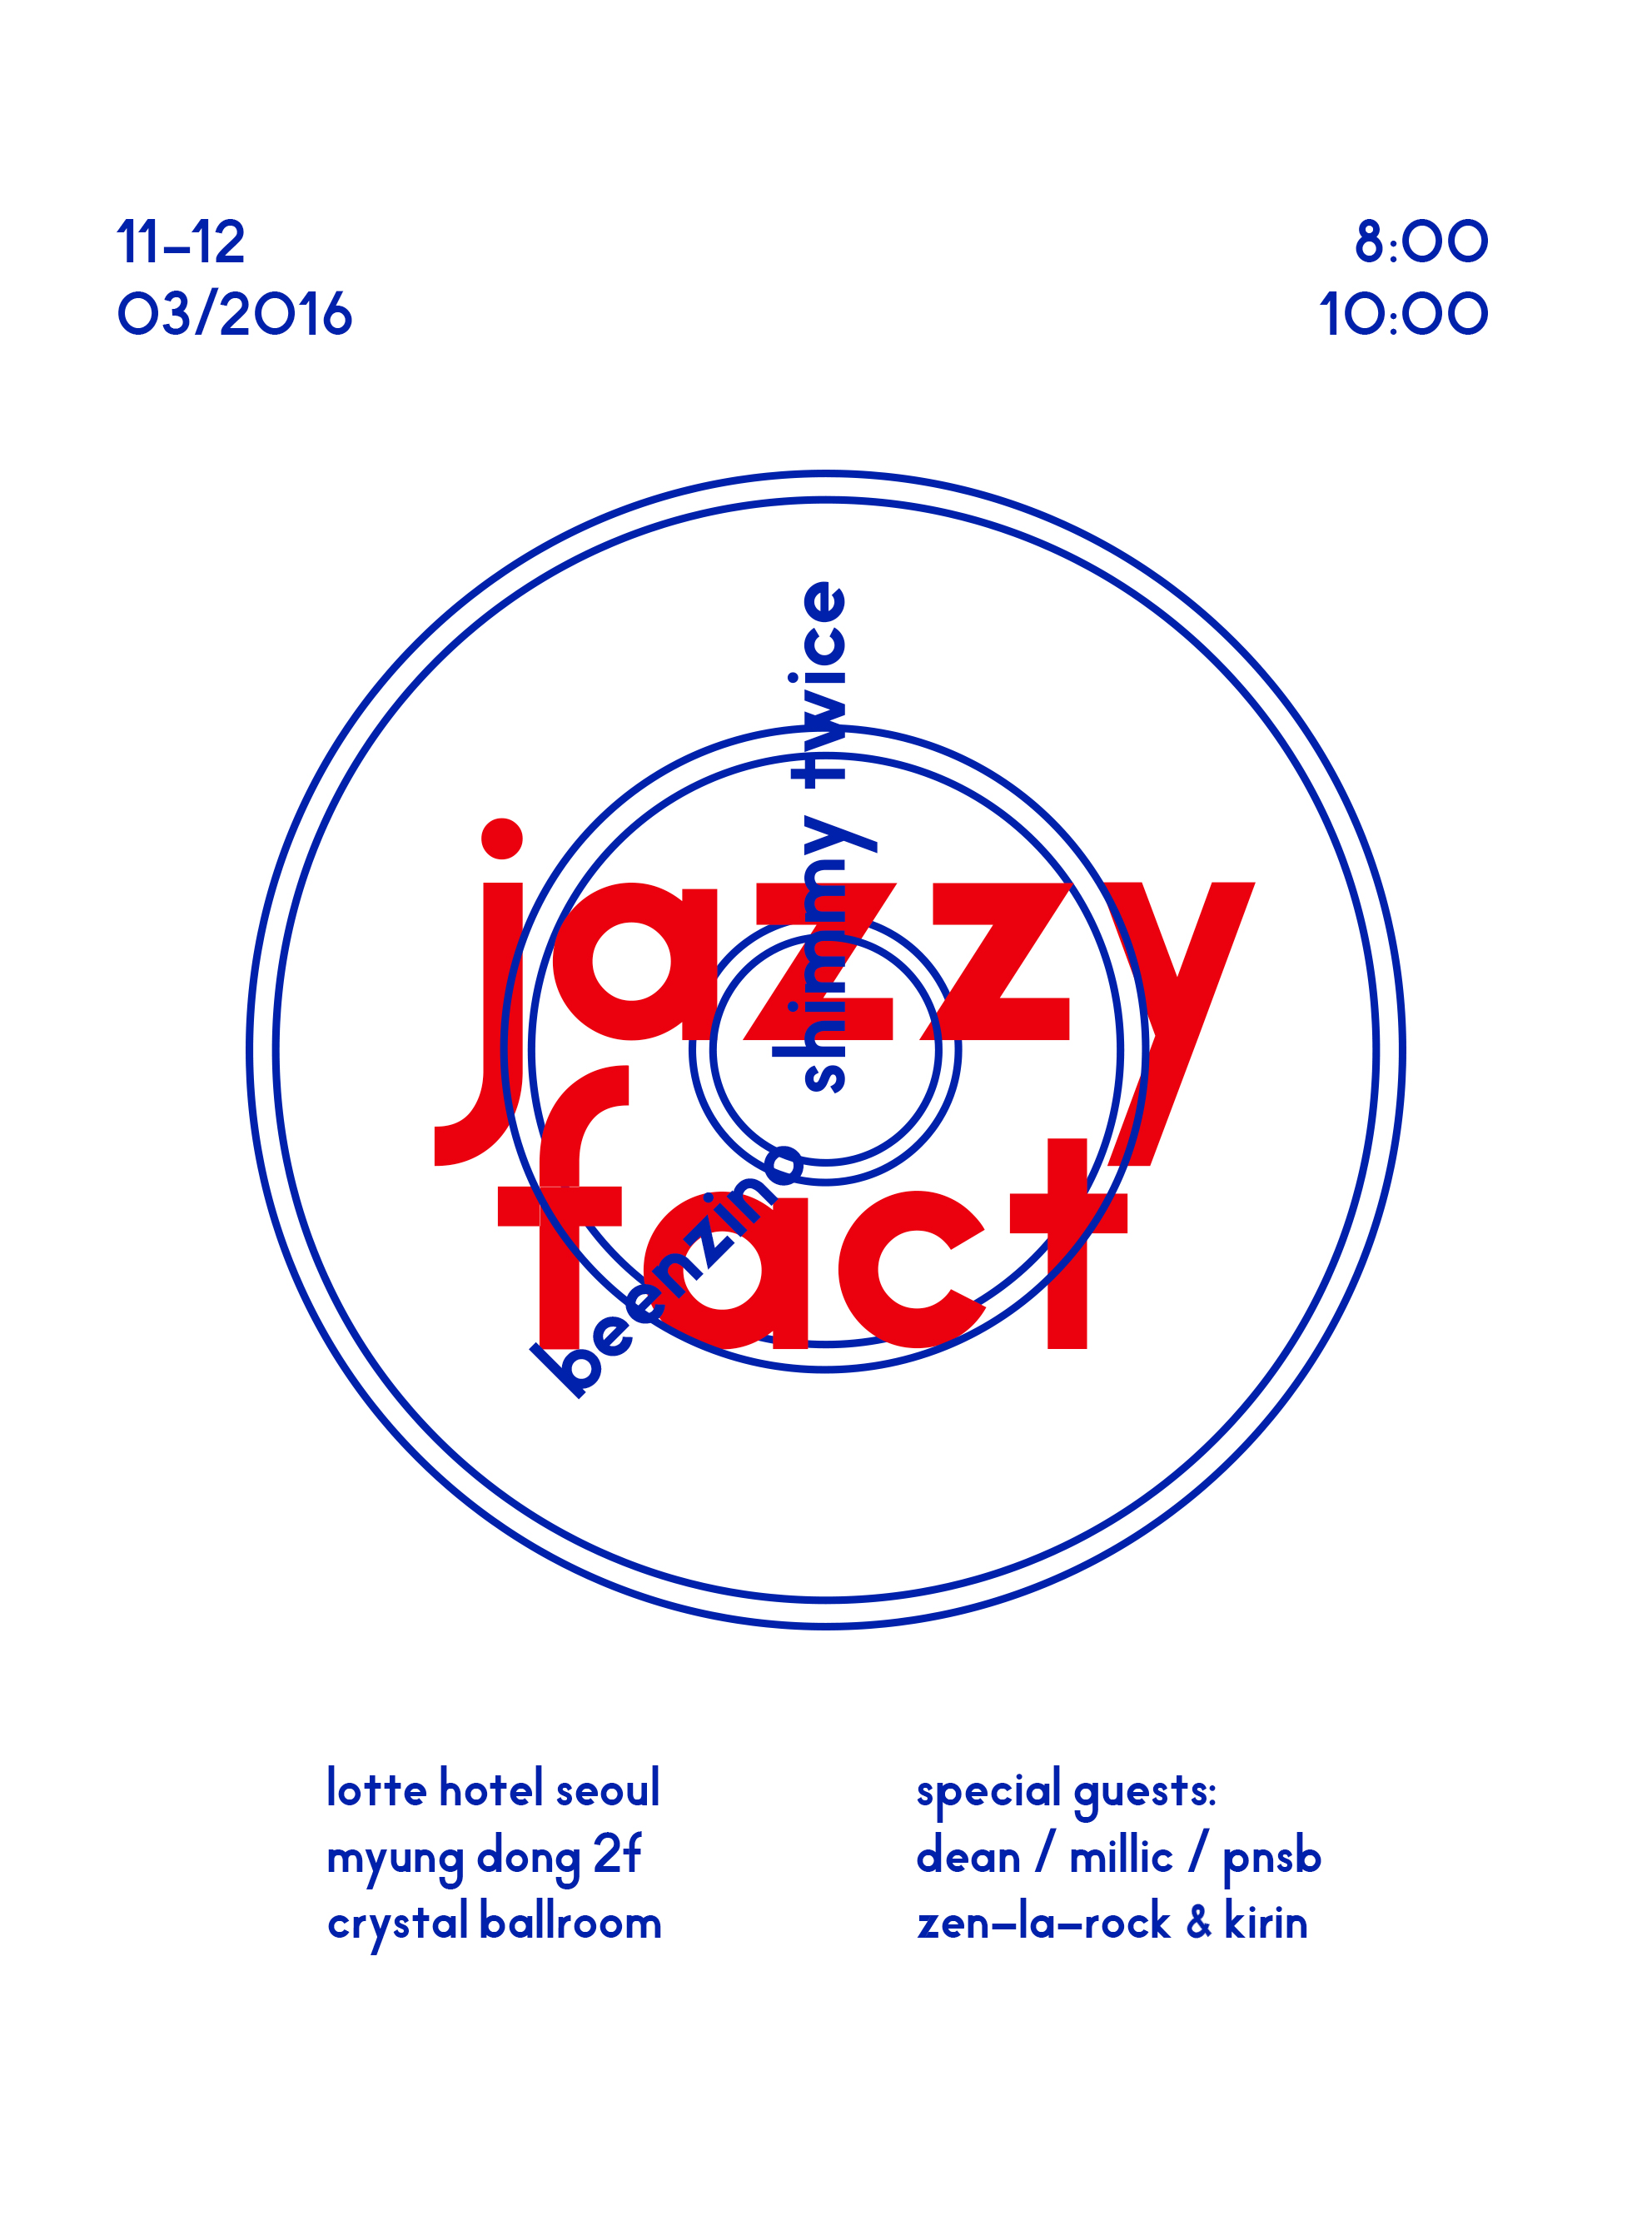 11–12
03/2016
8:00
10:00
shimmy twice
jazzy
fact
beenzino
lotte hotel seoul
myung dong 2f
crystal ballroom
special guests:
dean / millic / pnsb
zen–la–rock & kirin